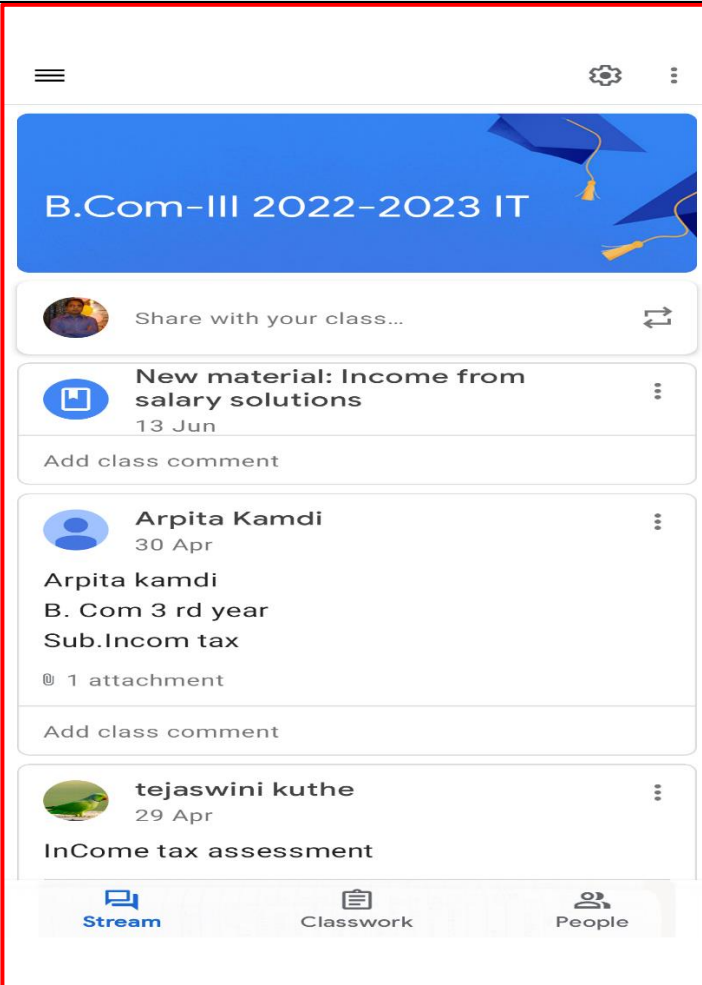 B.Com-III 2022-2023 IT
Share with your class...
New material: Income from
salary solutions
13 Jun
Add class comment
Arpita Kamdi
30 Apr
Arpita kamdi
B. Com 3 rd year
Sub.Incom tax
1 attachment
Add class comment
tejaswini kuthe
29 Apr
InCome tax assessment
Stream Classwork People